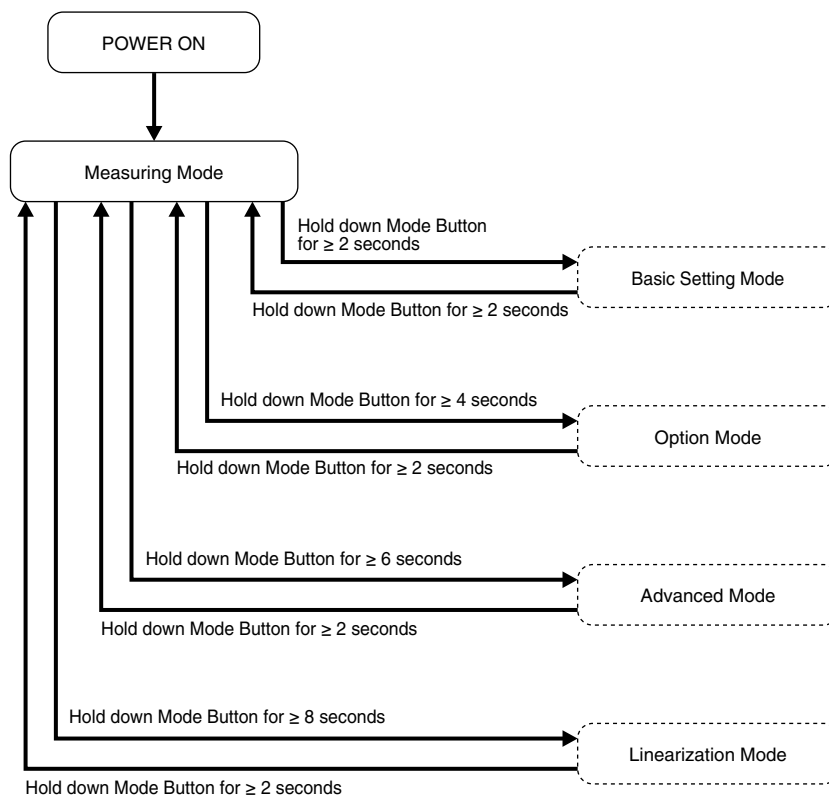 POWER ON
Measuring Mode
Hold down Mode Button
for ≥ 2 seconds
Basic Setting Mode
Hold down Mode Button for ≥ 2 seconds
Hold down Mode Button for ≥ 4 seconds
Option Mode
Hold down Mode Button for ≥ 2 seconds
Hold down Mode Button for ≥ 6 seconds
Advanced Mode
Hold down Mode Button for ≥ 2 seconds
Hold down Mode Button for ≥ 8 seconds
Linearization Mode
Hold down Mode Button for ≥ 2 seconds